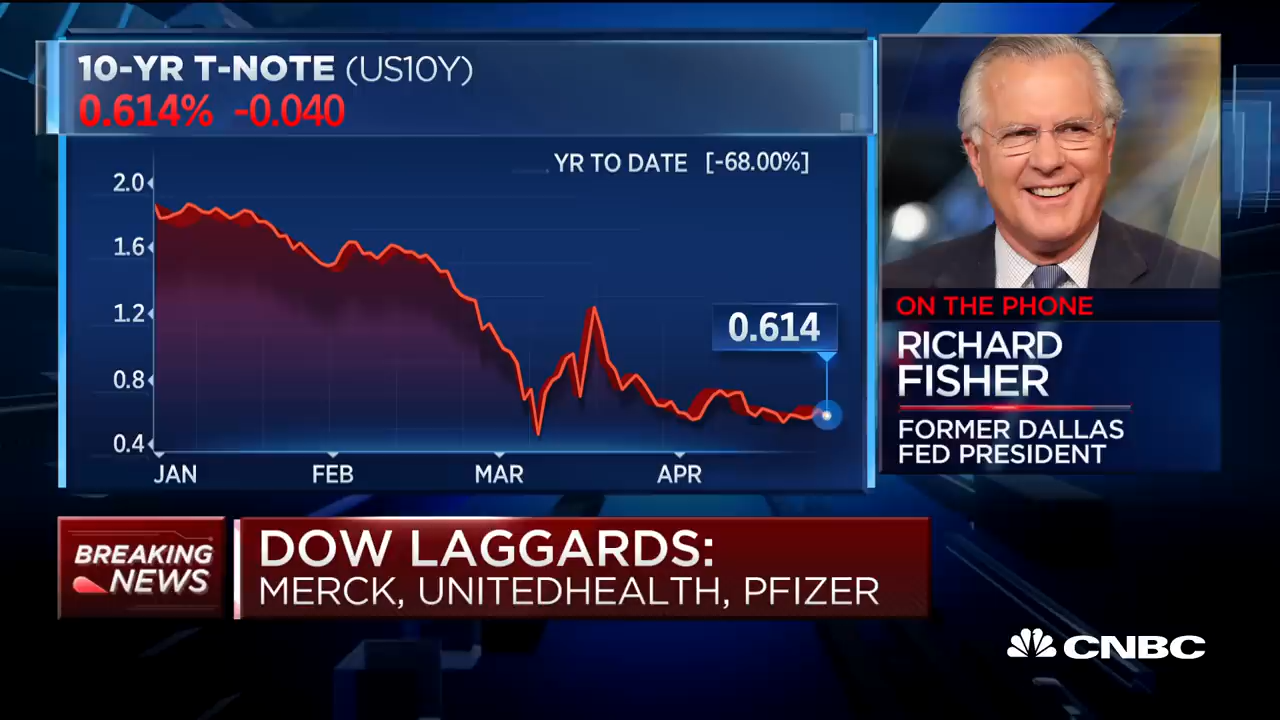 10-YR T-NOTE (US10Y)
0.614% -0.040
YR TO DATE [-68.00%]
2.0
1.6
1.2
0.8
0.4
0.614
JAN FEB MAR APR
ON THE PHONE
RICHARD
FISHER
FORMER DALLAS
FED PRESIDENT
BREAKING
NEWS
DOW LAGGARDS:
MERCK, UNITEDHEALTH, PFIZER
CNBC